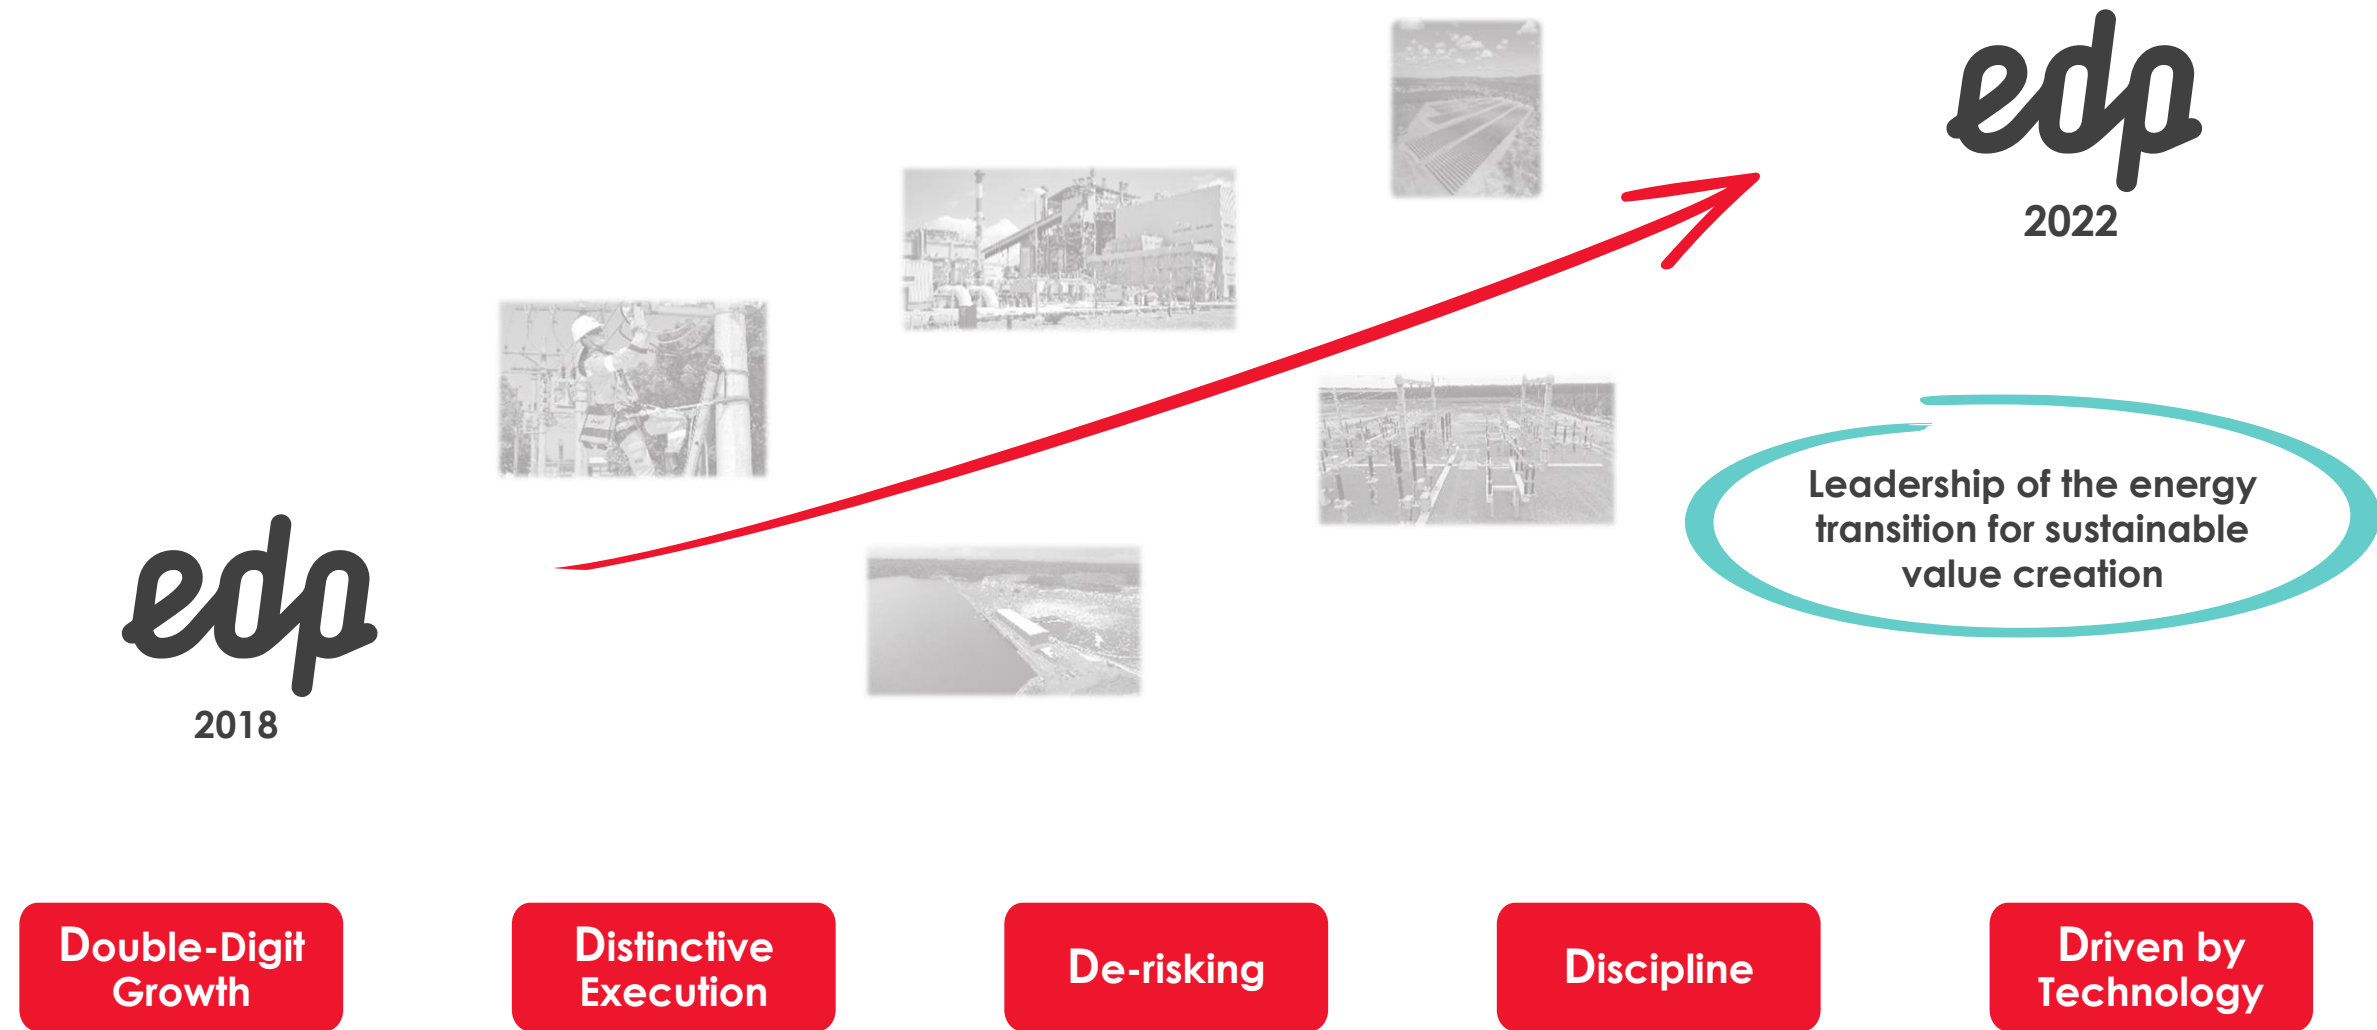 edp
2022
Leadership of the energy
transition for sustainable
value creation
edp
2018
Double-Digit
Growth
Distinctive
Execution
De-risking
Discipline
Driven by
Technology